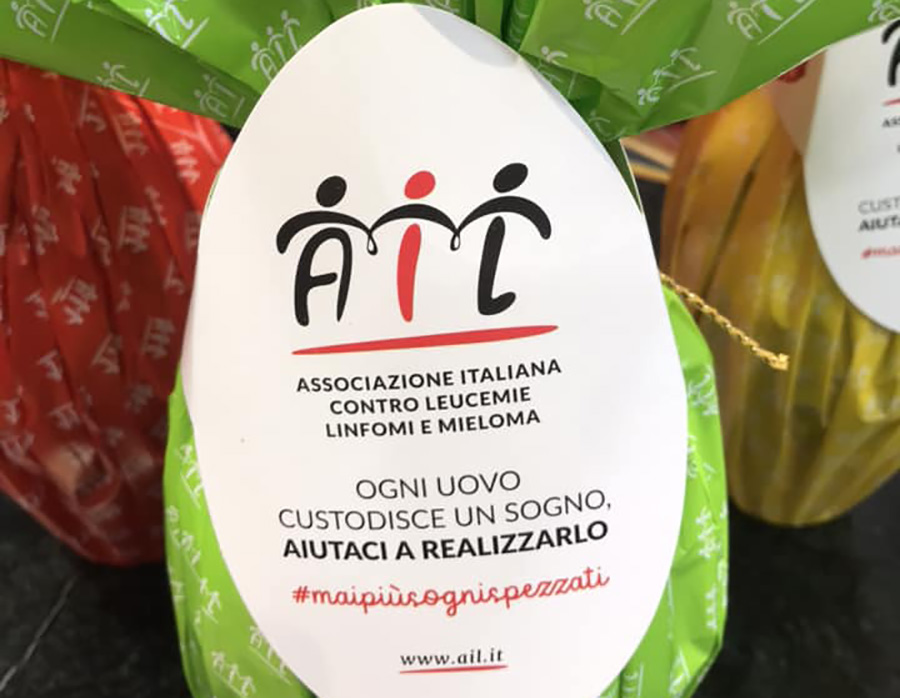 AIL
ASSOCIAZIONE ITALIANA
CONTRO LEUCEMIE
LINFOMI E MIELOMA
OGNI UOVO
CUSTODISCE UN SOGNO,
AIUTACI A REALIZZARLO
#maipiùsognispezzati
www.ail.it